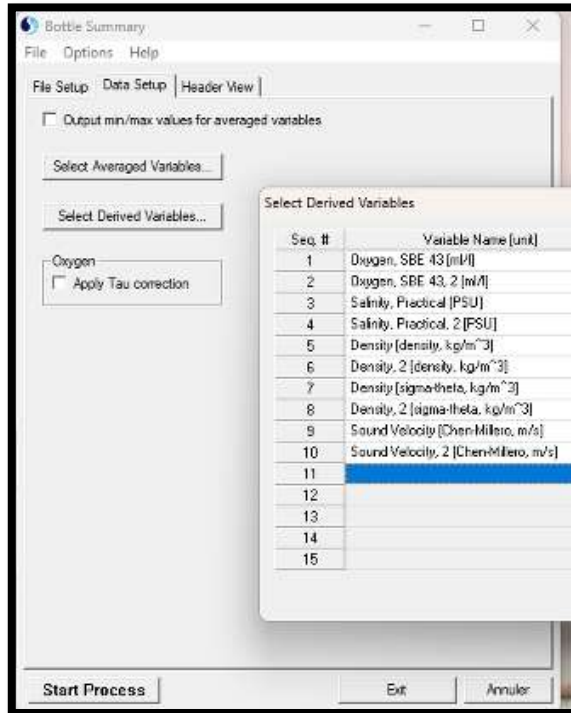 Bottle Summary
File Options Help
File Setup Data Setup Header View
Output min/max values for averaged variables
Select Averaged Variables...
Select Derived Variables...
Oxygen
Apply Tau correction
Select Derived Variables
Seq. # Variable Name [unit]
1 Oxygen, SBE 43 [ml/l]
2 Oxygen, SBE 43, 2 [ml/l]
3 Salinity, Practical [PSU]
4 Salinity, Practical, 2 [PSU]
5 Density [density, kg/m^3]
6 Density, 2 [density, kg/m^3]
7 Density [sigma-theta, kg/m^3]
8 Density, 2 [sigma-theta, kg/m^3]
9 Sound Velocity [Chen-Millero, m/s]
10 Sound Velocity, 2 [Chen-Millero, m/s]
11
12
13
14
15
Start Process Exit Annuler